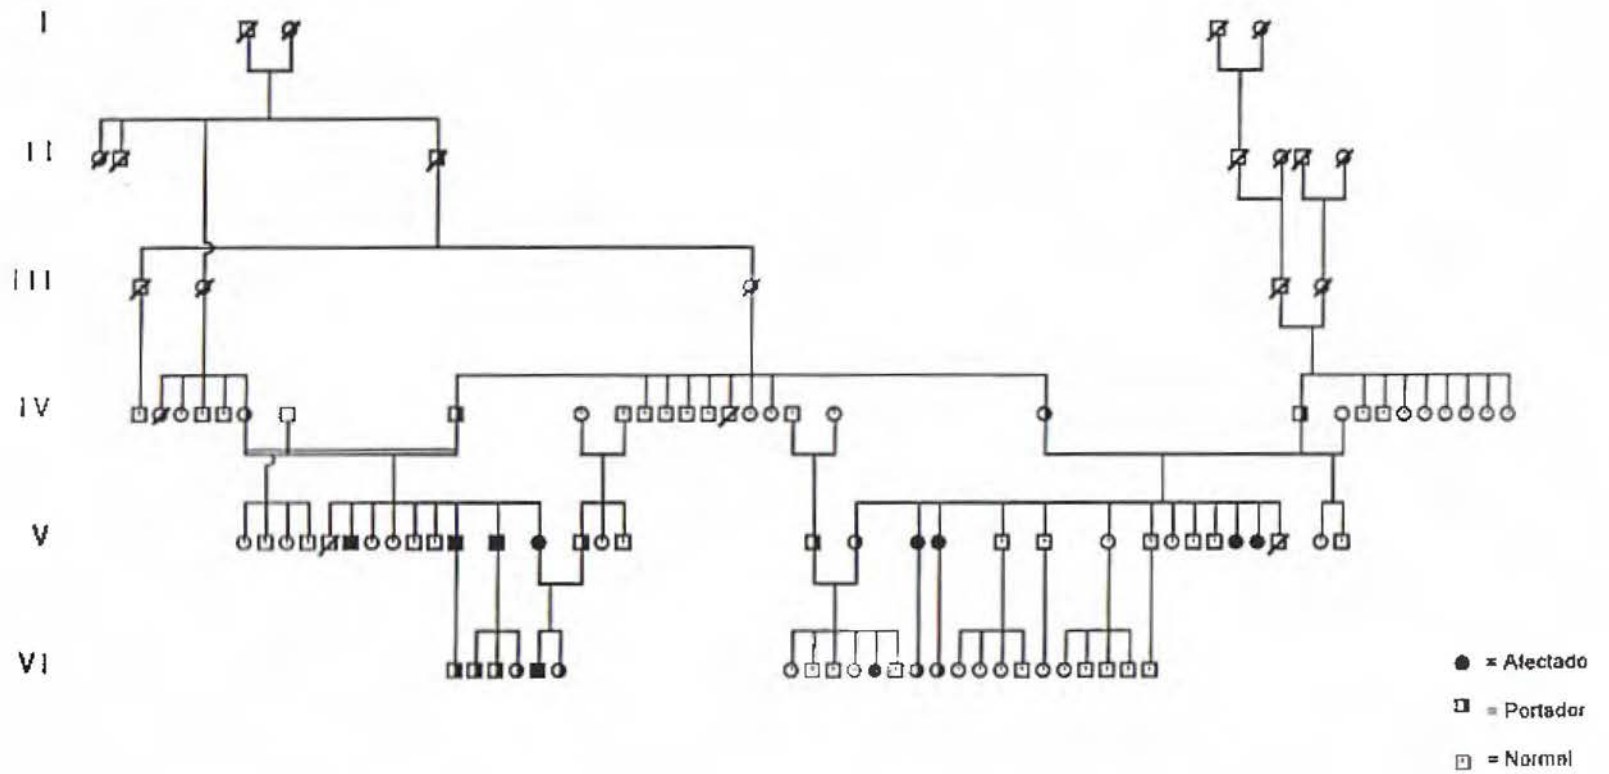 I
II
III
IV
V
VI
= Afectado
= Portador
= Normal